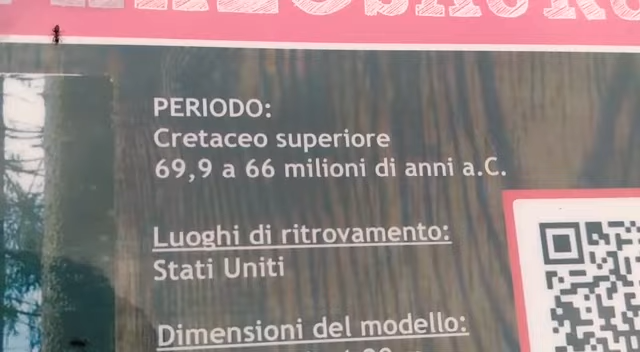 PERIODO:
Cretaceo superiore
69,9 a 66 milioni di anni a.C.
Luoghi di ritrovamento:
Stati Uniti
Dimensioni del modello: